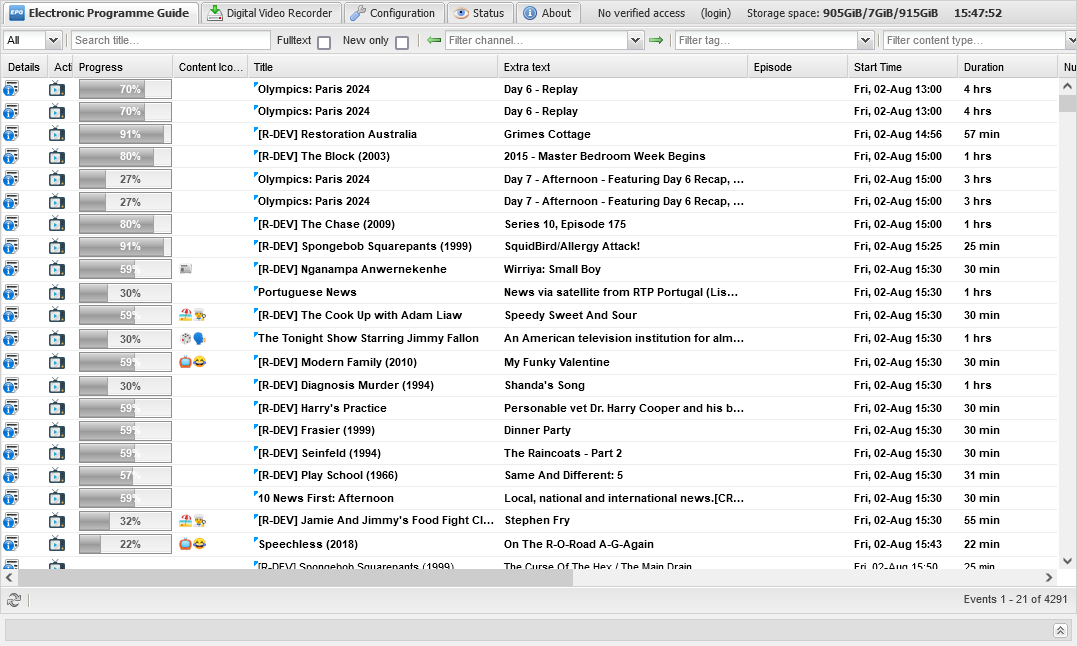 EPG Electronic Programme Guide Digital Video Recorder Configuration Status About No verified access (login) Storage space: 905GiB/7GiB/915GiB 15:47:52
All Search title... Fulltext New only Filter channel... Filter tag... Filter content type...
Details Acti Progress Content Ico... Title Extra text Episode Start Time Duration Nu
70% Olympics: Paris 2024 Day 6 - Replay Fri, 02-Aug 13:00 4 hrs
70% Olympics: Paris 2024 Day 6 - Replay Fri, 02-Aug 13:00 4 hrs
91% [R-DEV] Restoration Australia Grimes Cottage Fri, 02-Aug 14:56 57 min
80% [R-DEV] The Block (2003) 2015 - Master Bedroom Week Begins Fri, 02-Aug 15:00 1 hrs
27% Olympics: Paris 2024 Day 7 - Afternoon - Featuring Day 6 Recap, ... Fri, 02-Aug 15:00 3 hrs
27% Olympics: Paris 2024 Day 7 - Afternoon - Featuring Day 6 Recap, ... Fri, 02-Aug 15:00 3 hrs
80% [R-DEV] The Chase (2009) Series 10, Episode 175 Fri, 02-Aug 15:00 1 hrs
91% [R-DEV] Spongebob Squarepants (1999) SquidBird/Allergy Attack! Fri, 02-Aug 15:25 25 min
59% [R-DEV] Nganampa Anwernekenhe Wirriya: Small Boy Fri, 02-Aug 15:30 30 min
30% Portuguese News News via satellite from RTP Portugal (Lis... Fri, 02-Aug 15:30 1 hrs
59% [R-DEV] The Cook Up with Adam Liaw Speedy Sweet And Sour Fri, 02-Aug 15:30 30 min
30% The Tonight Show Starring Jimmy Fallon An American television institution for alm... Fri, 02-Aug 15:30 1 hrs
59% [R-DEV] Modern Family (2010) My Funky Valentine Fri, 02-Aug 15:30 30 min
30% [R-DEV] Diagnosis Murder (1994) Shanda's Song Fri, 02-Aug 15:30 1 hrs
59% [R-DEV] Harry's Practice Personable vet Dr. Harry Cooper and his b... Fri, 02-Aug 15:30 30 min
59% [R-DEV] Frasier (1999) Dinner Party Fri, 02-Aug 15:30 30 min
59% [R-DEV] Seinfeld (1994) The Raincoats - Part 2 Fri, 02-Aug 15:30 30 min
57% [R-DEV] Play School (1966) Same And Different: 5 Fri, 02-Aug 15:30 31 min
59% 10 News First: Afternoon Local, national and international news.[CR... Fri, 02-Aug 15:30 30 min
32% [R-DEV] Jamie And Jimmy's Food Fight Cl... Stephen Fry Fri, 02-Aug 15:30 55 min
22% Speechless (2018) On The R-O-Road A-G-Again Fri, 02-Aug 15:43 22 min
[R-DEV] Spongebob Squarepants (1999) The Curse Of The Hex / The Main Drain Fri, 02-Aug 15:50 25 min
Events 1 - 21 of 4291